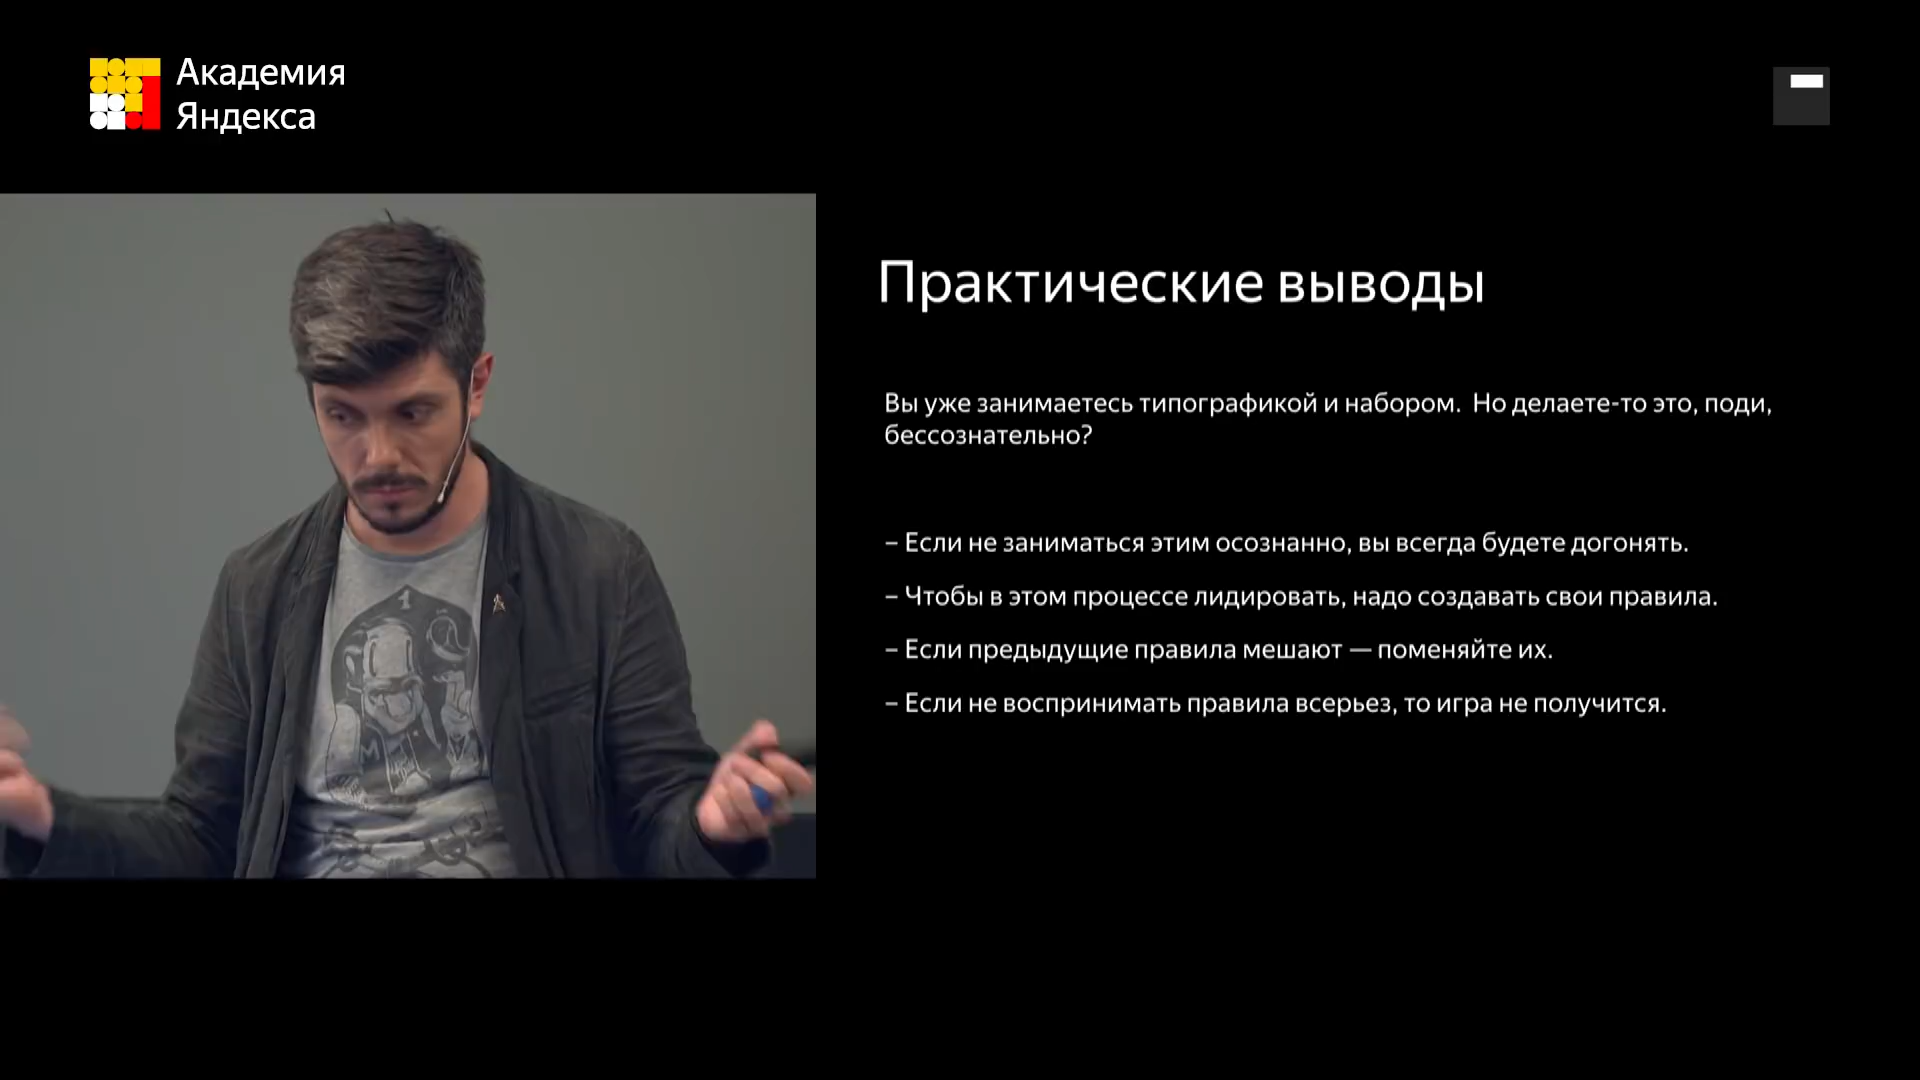 Академия
Яндекса
Практические выводы
Вы уже занимаетесь типографикой и набором.  Но делаете-то это, поди,
бессознательно?
– Если не заниматься этим осознанно, вы всегда будете догонять.
– Чтобы в этом процессе лидировать, надо создавать свои правила.
– Если предыдущие правила мешают — поменяйте их.
– Если не воспринимать правила всерьез, то игра не получится.
1